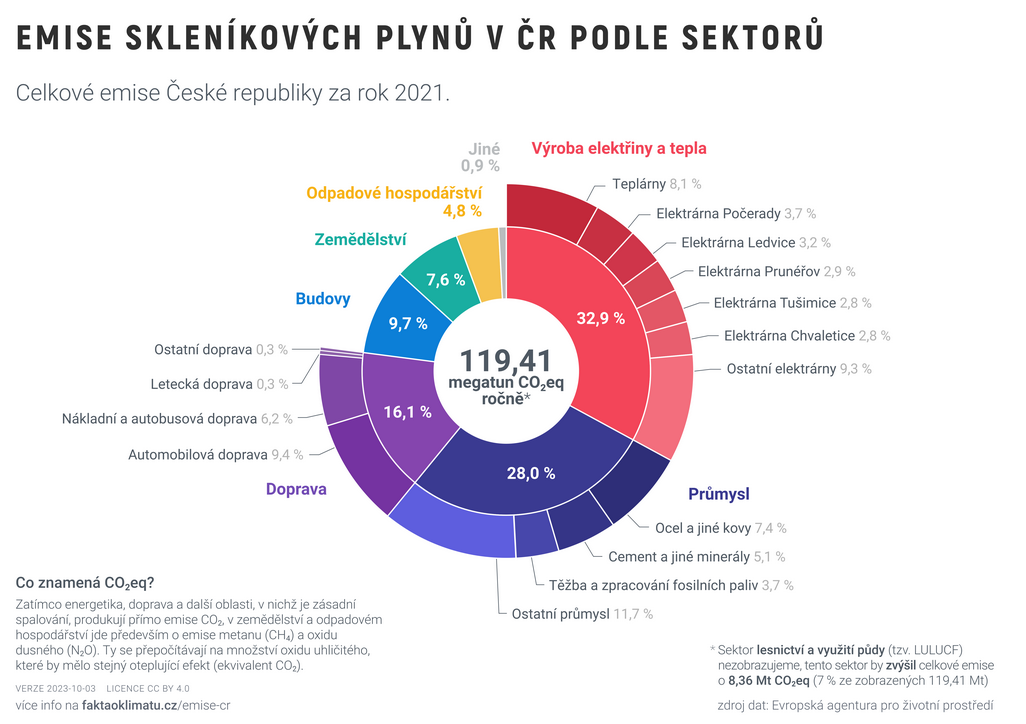 EMISE SKLENÍKOVÝCH PLYNŮ V ČR PODLE SEKTORŮ
Celkové emise České republiky za rok 2021.
Jiné
0,9 %
Odpadové hospodářství
4,8 %
Zemědělství
7,6 %
Budovy
9,7 %
Výroba elektřiny a tepla
32,9 %
Teplárny 8,1 %
Elektrárna Počerady 3,7 %
Elektrárna Ledvice 3,2 %
Elektrárna Prunéřov 2,9 %
Elektrárna Tušimice 2,8 %
Elektrárna Chvaletice 2,8 %
Ostatní elektrárny 9,3 %
119,41
megatun CO₂eq
ročně*
Ostatní doprava 0,3 %
Letecká doprava 0,3 %
Nákladní a autobusová doprava 6,2 %
Automobilová doprava 9,4 %
16,1 %
Doprava
28,0 %
Průmysl
Ocel a jiné kovy 7,4 %
Cement a jiné minerály 5,1 %
Těžba a zpracování fosilních paliv 3,7 %
Ostatní průmysl 11,7 %
Co znamená CO₂eq?
Zatímco energetika, doprava a další oblasti, v nichž je zásadní
spalování, produkují přímo emise CO₂, v zemědělství a odpadovém
hospodářství jde především o emise metanu (CH₄) a oxidu
dusného (N₂O). Ty se přepočítávají na množství oxidu uhličitého,
které by mělo stejný oteplující efekt (ekvivalent CO₂).
VERZE 2023-10-03 LICENCE CC BY 4.0
více info na faktaoklimatu.cz/emise-cr
* Sektor lesnictví a využití půdy (tzv. LULUCF)
nezobrazujeme, tento sektor by zvýšil celkové emise
o 8,36 Mt CO₂eq (7 % ze zobrazených 119,41 Mt)
zdroj dat: Evropská agentura pro životní prostředí